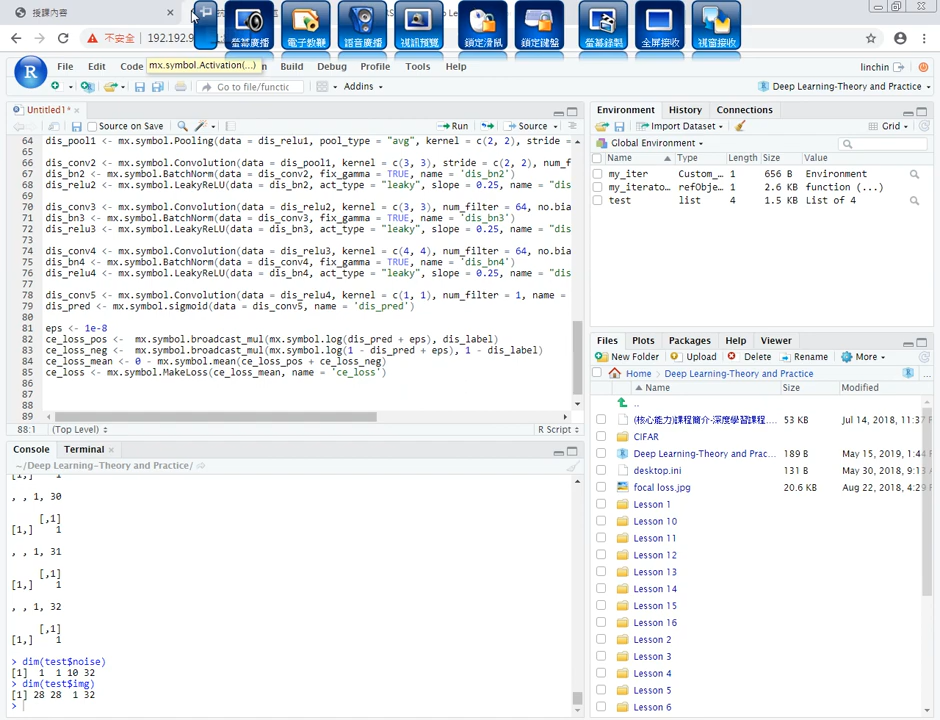 授課內容
螢幕廣播
電子教鞭
語音廣播
視訊預覽
鎖定滑鼠
鎖定鍵盤
螢幕錄製
全屏接收
視窗接收
不安全
192.192.9
File Edit Code
mx.symbol.Activation(...)
Build Debug Profile Tools Help
linchin
Go to file/functic
Addins
Deep Learning-Theory and Practice
Untitled1*
Source on Save
Run
Source
64 dis_pool1 <- mx.symbol.Pooling(data = dis_relu1, pool_type = "avg", kernel = c(2, 2), stride =
65
66 dis_conv2 <- mx.symbol.Convolution(data = dis_pool1, kernel = c(3, 3), stride = c(2, 2), num_f
67 dis_bn2 <- mx.symbol.BatchNorm(data = dis_conv2, fix_gamma = TRUE, name = 'dis_bn2')
68 dis_relu2 <- mx.symbol.LeakyReLU(data = dis_bn2, act_type = "leaky", slope = 0.25, name = "dis
69
70 dis_conv3 <- mx.symbol.Convolution(data = dis_relu2, kernel = c(3, 3), num_filter = 64, no.bia
71 dis_bn3 <- mx.symbol.BatchNorm(data = dis_conv3, fix_gamma = TRUE, name = 'dis_bn3')
72 dis_relu3 <- mx.symbol.LeakyReLU(data = dis_bn3, act_type = "leaky", slope = 0.25, name = "dis
73
74 dis_conv4 <- mx.symbol.Convolution(data = dis_relu3, kernel = c(4, 4), num_filter = 64, no.bia
75 dis_bn4 <- mx.symbol.BatchNorm(data = dis_conv4, fix_gamma = TRUE, name = 'dis_bn4')
76 dis_relu4 <- mx.symbol.LeakyReLU(data = dis_bn4, act_type = "leaky", slope = 0.25, name = "dis
77
78 dis_conv5 <- mx.symbol.Convolution(data = dis_relu4, kernel = c(1, 1), num_filter = 1, name =
79 dis_pred <- mx.symbol.sigmoid(data = dis_conv5, name = 'dis_pred')
80
81 eps <- 1e-8
82 ce_loss_pos <- mx.symbol.broadcast_mul(mx.symbol.log(dis_pred + eps), dis_label)
83 ce_loss_neg <- mx.symbol.broadcast_mul(mx.symbol.log(1 - dis_pred + eps), 1 - dis_label)
84 ce_loss_mean <- 0 - mx.symbol.mean(ce_loss_pos + ce_loss_neg)
85 ce_loss <- mx.symbol.MakeLoss(ce_loss_mean, name = 'ce_loss')
86
87
88
89
88:1 (Top Level) R Script
Console Terminal
~/Deep Learning-Theory and Practice/
[1,] 1
, , 1, 30
[,1]
[1,] 1
, , 1, 31
[,1]
[1,] 1
, , 1, 32
[,1]
[1,] 1
> dim(test$noise)
[1] 1 1 10 32
> dim(test$img)
[1] 28 28 1 32
>
Environment History Connections
Import Dataset
Grid
Global Environment
Name Type Length Size Value
my_iter Custom_… 1 656 B Environment
my_iterato… refObje… 1 2.6 KB function (...)
test list 4 1.5 KB List of 4
Files Plots Packages Help Viewer
New Folder Upload Delete Rename More
Home Deep Learning-Theory and Practice
Name Size Modified
..
(核心能力)課程簡介-深度學習課程.... 53 KB Jul 14, 2018, 11:37
CIFAR
Deep Learning-Theory and Prac... 189 B May 15, 2019, 1:44
desktop.ini 131 B May 30, 2018, 9:13
focal loss.jpg 20.6 KB Aug 22, 2018, 4:29
Lesson 1
Lesson 10
Lesson 11
Lesson 12
Lesson 13
Lesson 14
Lesson 15
Lesson 16
Lesson 2
Lesson 3
Lesson 4
Lesson 5
Lesson 6